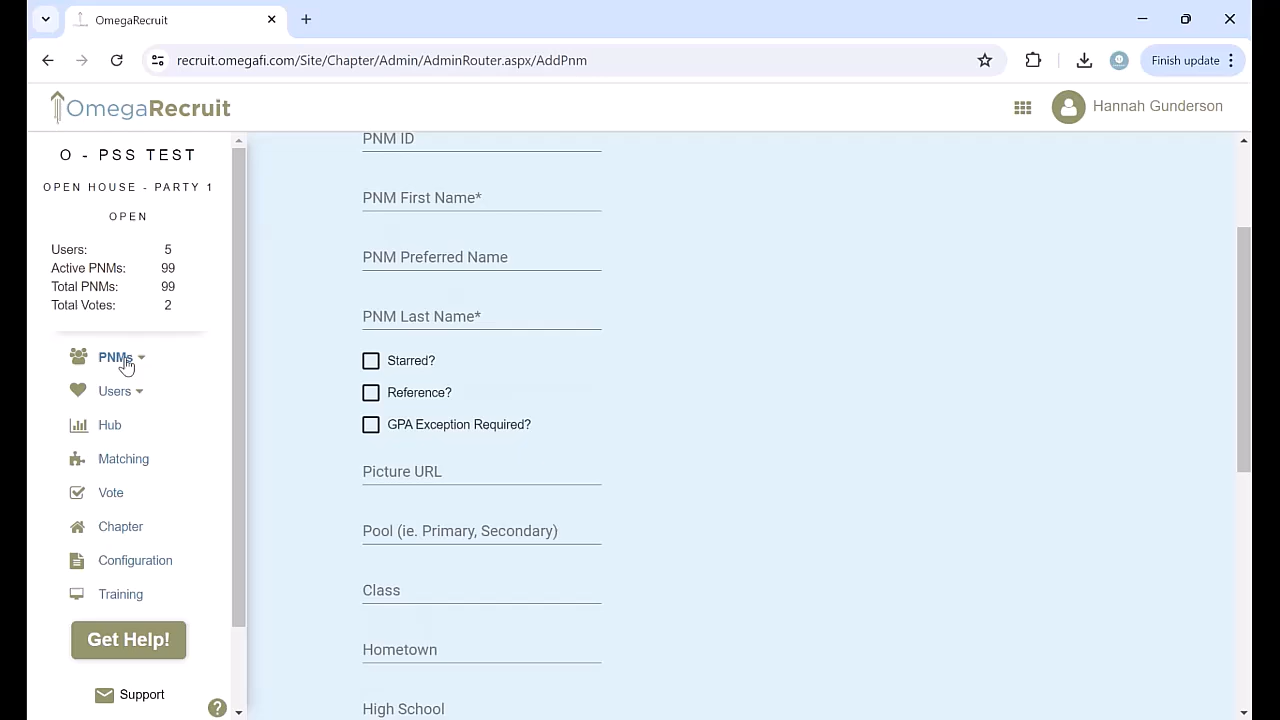 OmegaRecruit
recruit.omegafi.com/Site/Chapter/Admin/AdminRouter.aspx/AddPnm
Finish update
OmegaRecruit
Hannah Gunderson
O - PSS TEST
OPEN HOUSE - PARTY 1
OPEN
Users: 5
Active PNMs: 99
Total PNMs: 99
Total Votes: 2
PNMs
Users
Hub
Matching
Vote
Chapter
Configuration
Training
Get Help!
Support
?
PNM ID
PNM First Name*
PNM Preferred Name
PNM Last Name*
Starred?
Reference?
GPA Exception Required?
Picture URL
Pool (ie. Primary, Secondary)
Class
Hometown
High School